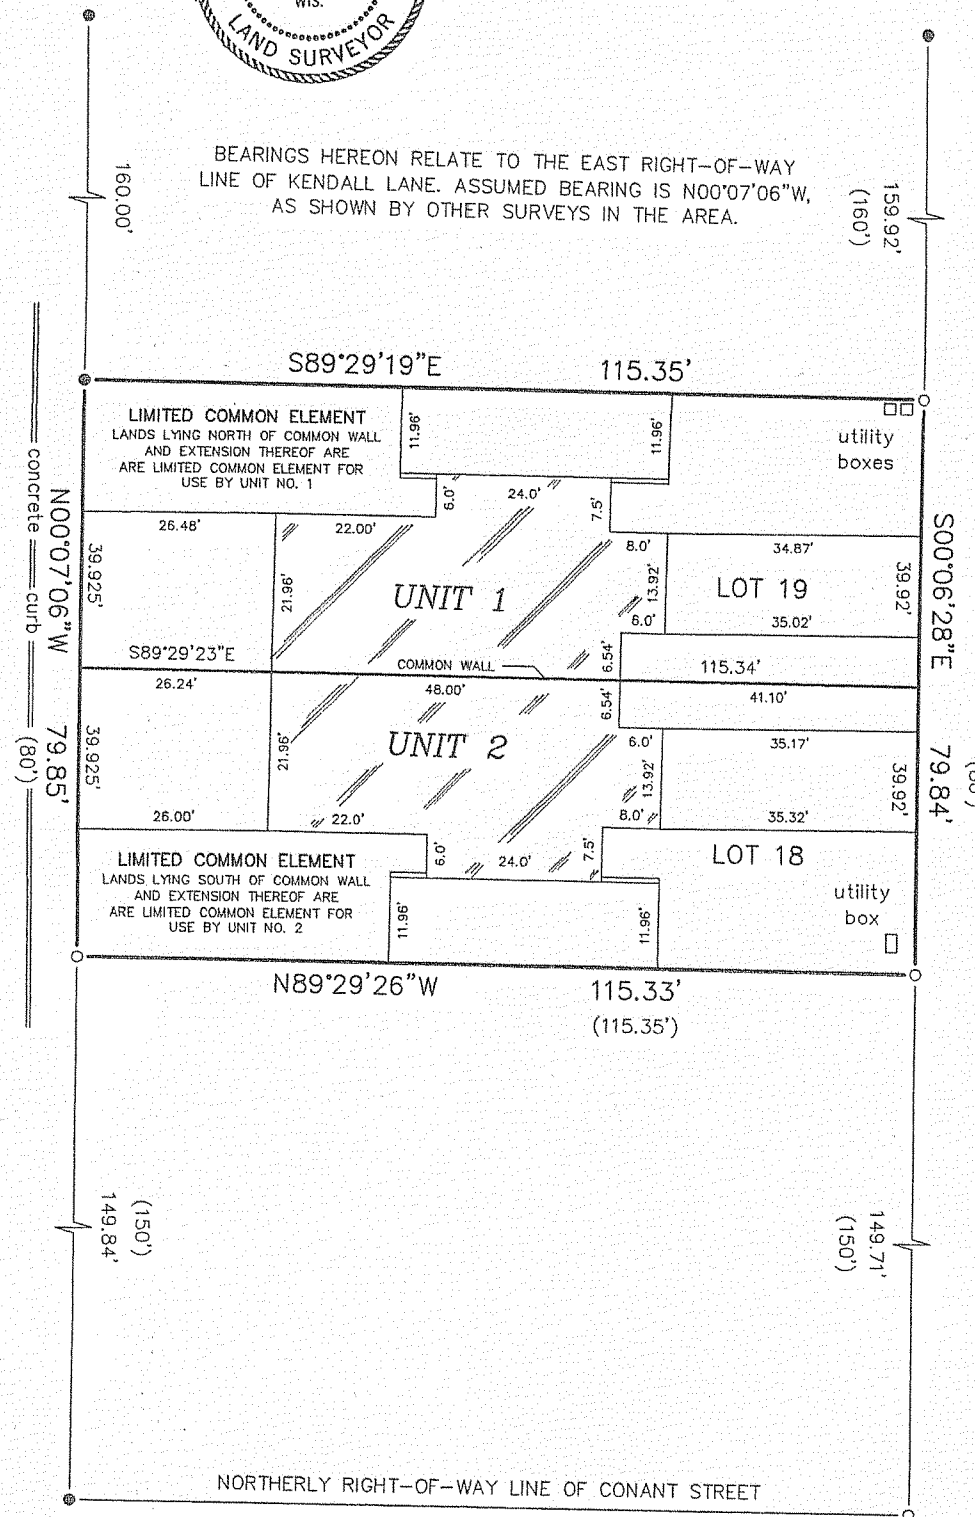 WIS.
LAND SURVEYOR
BEARINGS HEREON RELATE TO THE EAST RIGHT-OF-WAY
LINE OF KENDALL LANE. ASSUMED BEARING IS N00°07'06"W,
AS SHOWN BY OTHER SURVEYS IN THE AREA.
160.00'
159.92'
(160')
S89°29'19"E
115.35'
LIMITED COMMON ELEMENT
LANDS LYING NORTH OF COMMON WALL
AND EXTENSION THEREOF ARE
ARE LIMITED COMMON ELEMENT FOR
USE BY UNIT NO. 1
11.96'
11.96'
utility
boxes
6.0'
24.0'
7.5'
26.48'
22.00'
8.0'
34.87'
39.925'
21.96'
UNIT 1
13.92'
LOT 19
39.92'
6.0'
35.02'
S89°29'23"E
COMMON WALL
6.54'
115.34'
26.24'
48.00'
6.54'
41.10'
21.96'
UNIT 2
6.0'
35.17'
39.925'
13.92'
39.92'
26.00'
22.0'
8.0'
35.32'
LIMITED COMMON ELEMENT
LANDS LYING SOUTH OF COMMON WALL
AND EXTENSION THEREOF ARE
ARE LIMITED COMMON ELEMENT FOR
USE BY UNIT NO. 2
6.0'
24.0'
7.5'
LOT 18
11.96'
11.96'
utility
box
concrete curb
N00°07'06"W 79.85'
(80')
S00°06'28"E 79.84'
N89°29'26"W
115.33'
(115.35')
(150')
149.84'
149.71'
(150')
NORTHERLY RIGHT-OF-WAY LINE OF CONANT STREET